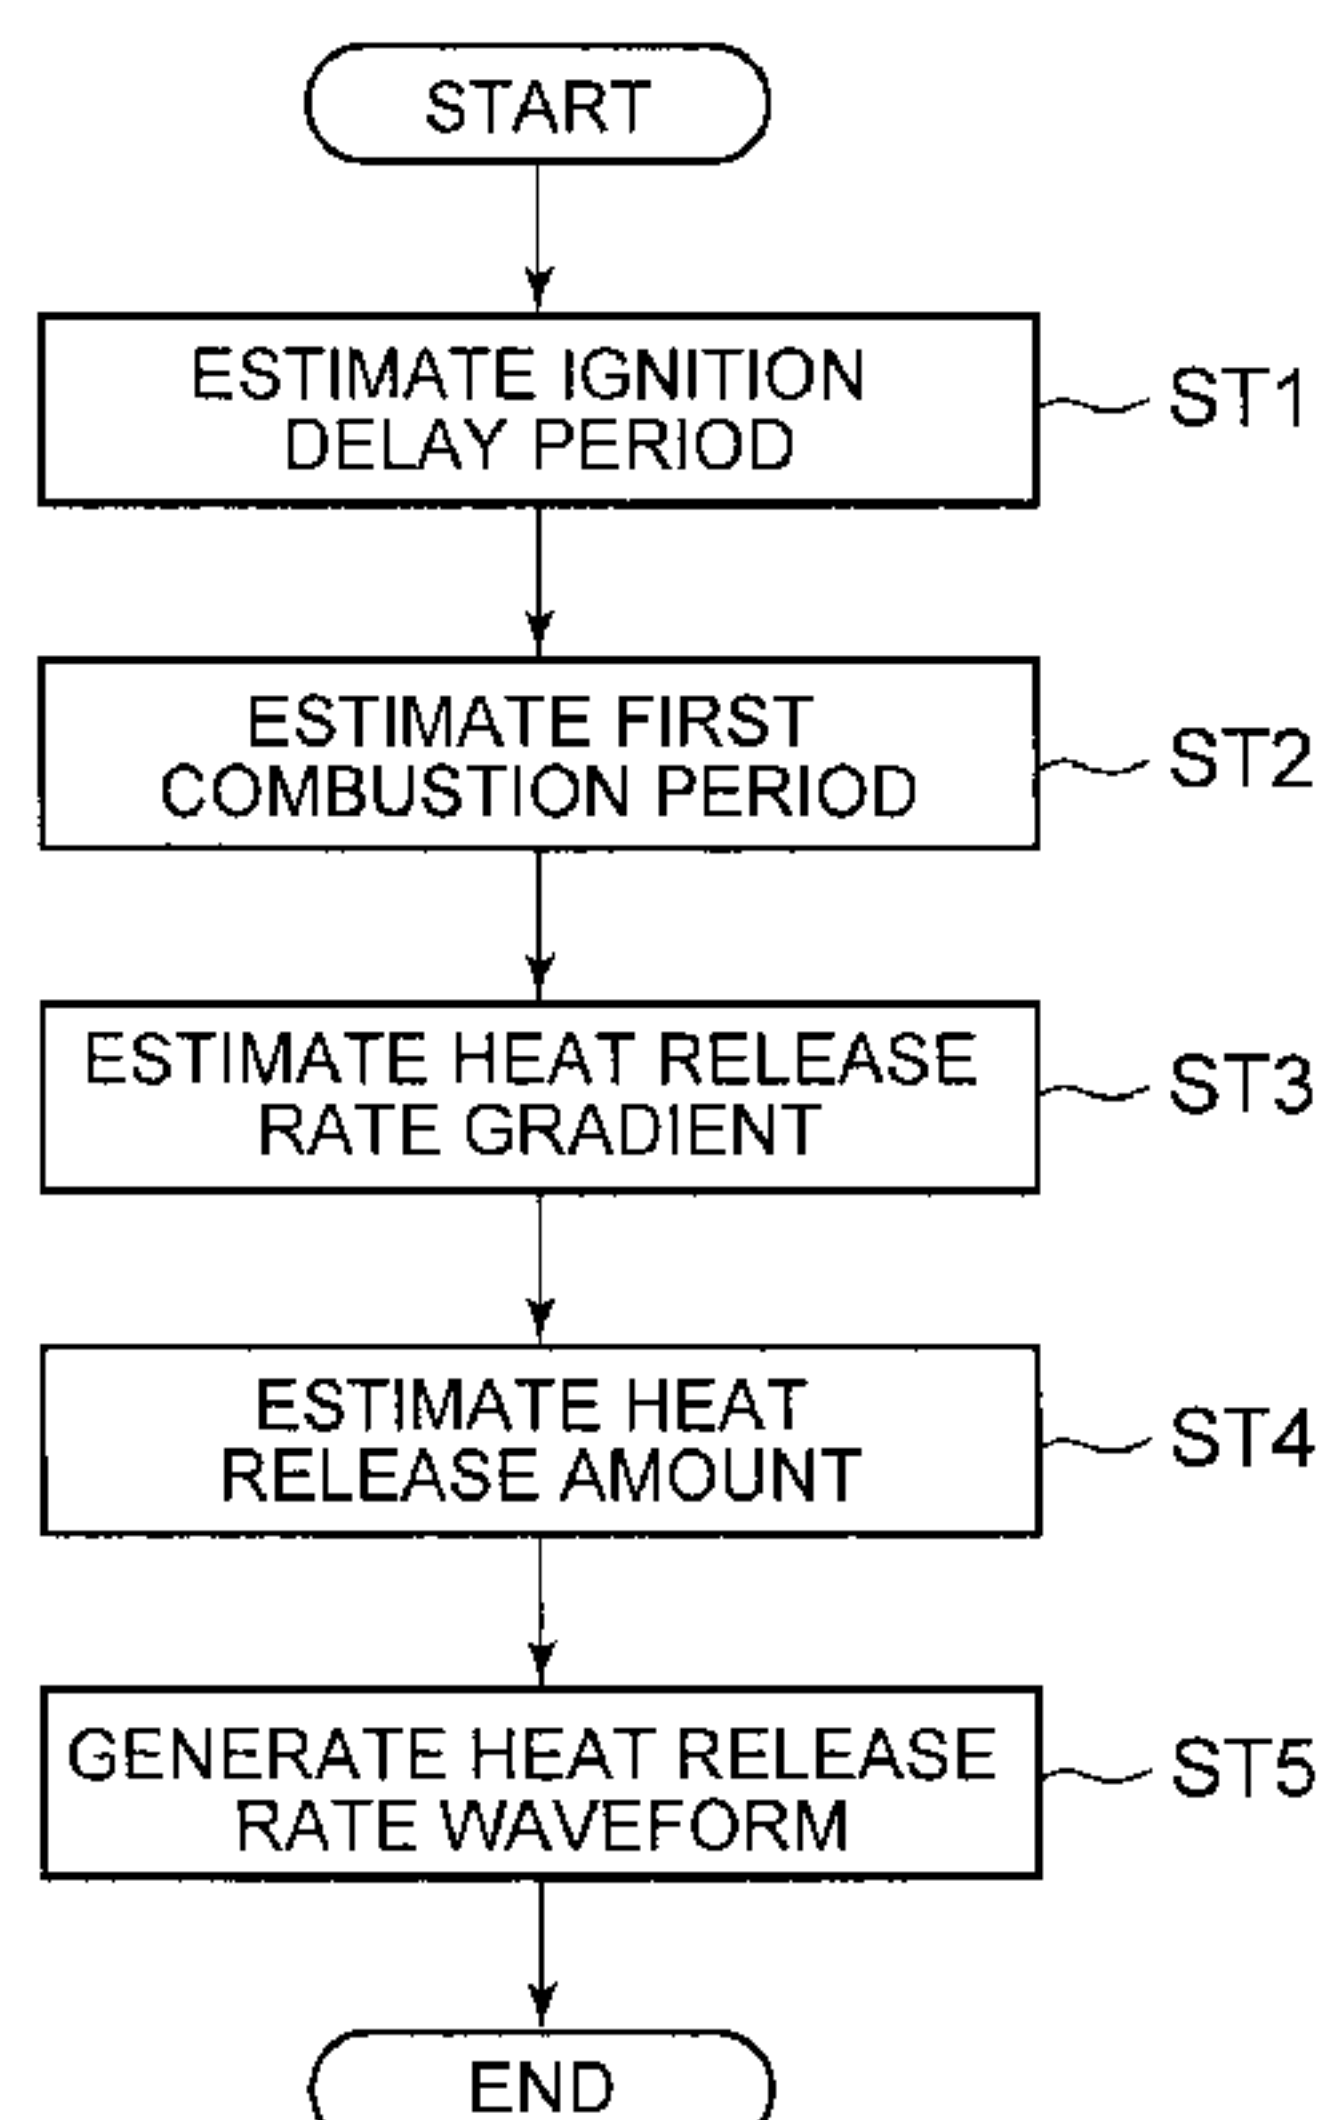 START
ESTIMATE IGNITION
DELAY PERIOD
ST1
ESTIMATE FIRST
COMBUSTION PERIOD
ST2
ESTIMATE HEAT RELEASE
RATE GRADIENT
ST3
ESTIMATE HEAT
RELEASE AMOUNT
ST4
GENERATE HEAT RELEASE
RATE WAVEFORM
ST5
END